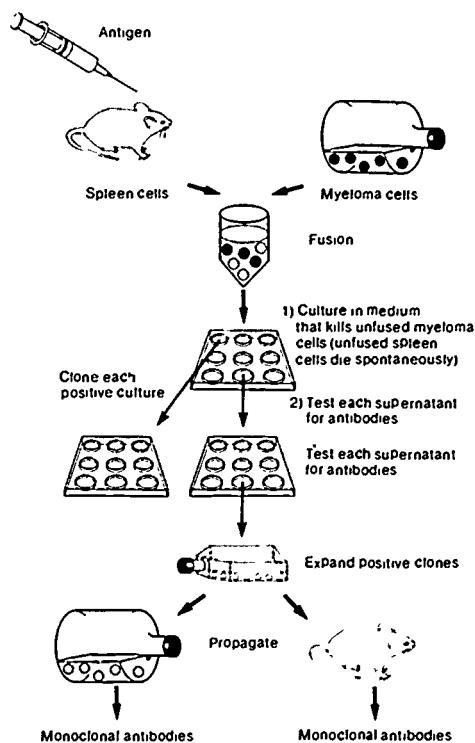 Antigen
Spleen cells
Myeloma cells
Fusion
1) Culture in medium
that kills unfused myeloma
cells (unfused spleen
cells die spontaneously)
Clone each
positive culture
2) Test each supernatant
for antibodies
Test each supernatant
for antibodies
Expand positive clones
Propagate
Monoclonal antibodies
Monoclonal antibodies